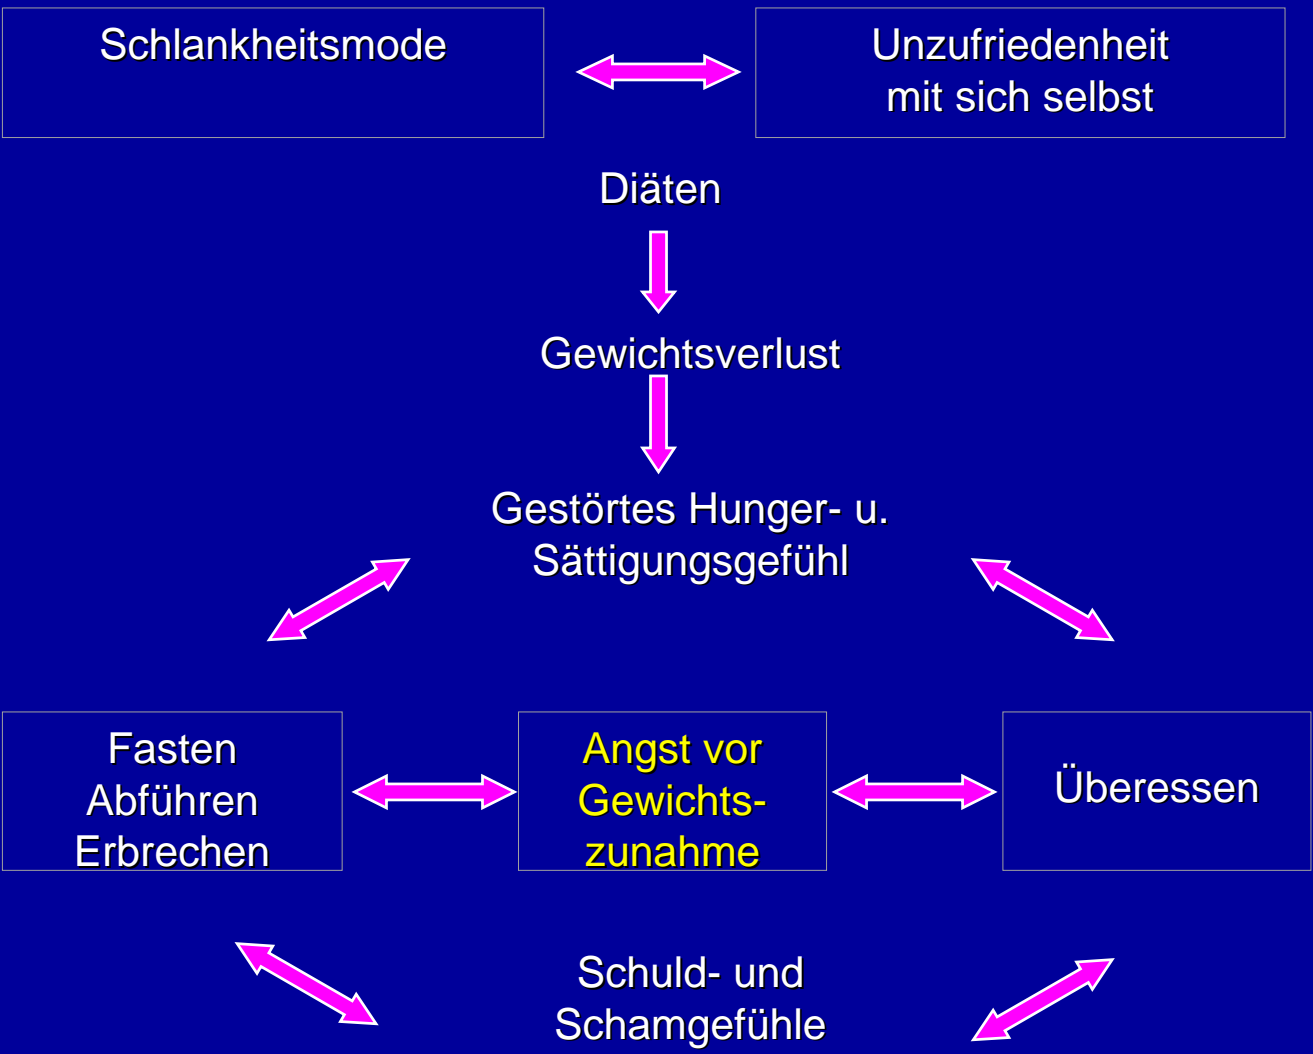 Schlankheitsmode
Unzufriedenheit
mit sich selbst
Diäten
Gewichtsverlust
Gestörtes Hunger- u.
Sättigungsgefühl
Fasten
Abführen
Erbrechen
Angst vor
Gewichts-
zunahme
Überessen
Schuld- und
Schamgefühle